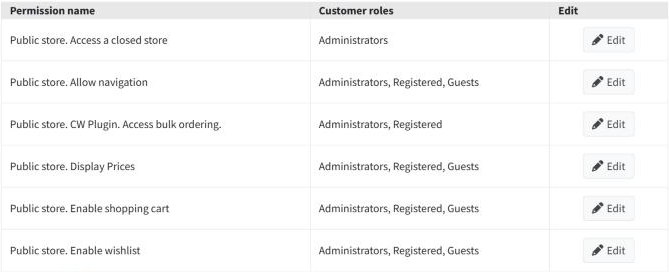 Permission name Customer roles Edit
Public store. Access a closed store Administrators Edit
Public store. Allow navigation Administrators, Registered, Guests Edit
Public store. CW Plugin. Access bulk ordering. Administrators, Registered Edit
Public store. Display Prices Administrators, Registered, Guests Edit
Public store. Enable shopping cart Administrators, Registered, Guests Edit
Public store. Enable wishlist Administrators, Registered, Guests Edit